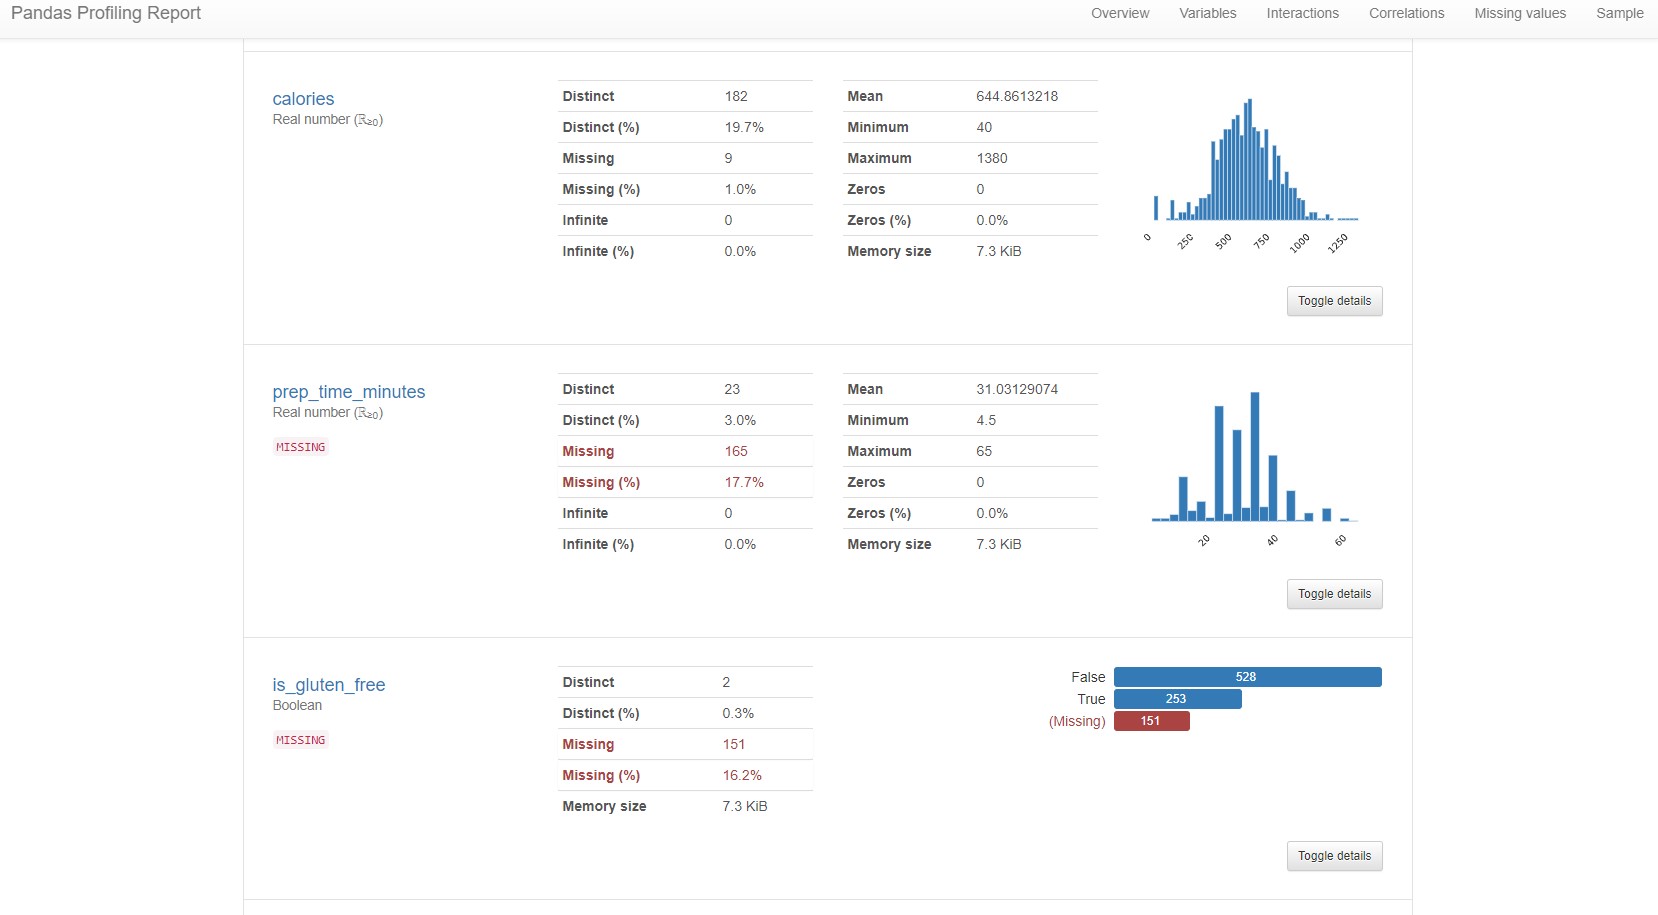 Pandas Profiling Report Overview Variables Interactions Correlations Missing values Sample
calories
Real number (ℝ≥0)
Distinct 182
Distinct (%) 19.7%
Missing 9
Missing (%) 1.0%
Infinite 0
Infinite (%) 0.0%
Mean 644.8613218
Minimum 40
Maximum 1380
Zeros 0
Zeros (%) 0.0%
Memory size 7.3 KiB
0 250 500 750 1000 1250
Toggle details
prep_time_minutes
Real number (ℝ≥0)
MISSING
Distinct 23
Distinct (%) 3.0%
Missing 165
Missing (%) 17.7%
Infinite 0
Infinite (%) 0.0%
Mean 31.03129074
Minimum 4.5
Maximum 65
Zeros 0
Zeros (%) 0.0%
Memory size 7.3 KiB
20 40 60
Toggle details
is_gluten_free
Boolean
MISSING
Distinct 2
Distinct (%) 0.3%
Missing 151
Missing (%) 16.2%
Memory size 7.3 KiB
False 528
True 253
(Missing) 151
Toggle details